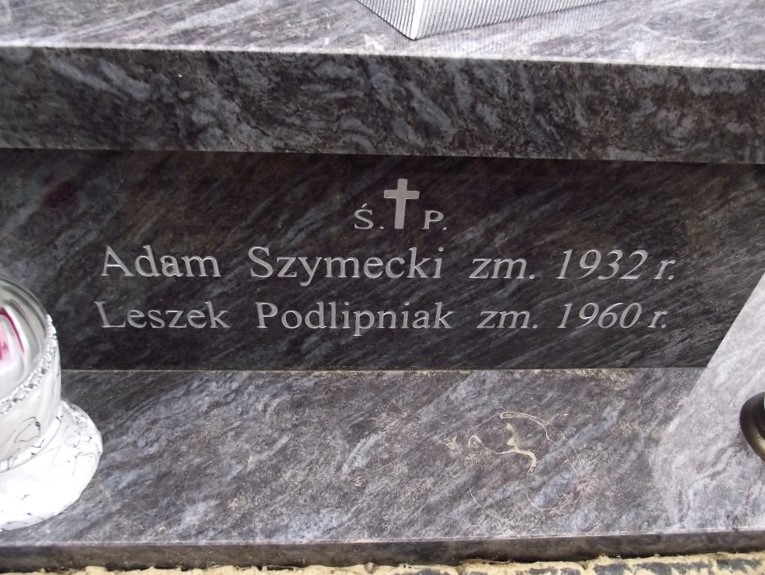 Ś. P.
Adam Szymecki zm. 1932 r.
Leszek Podlipniak zm. 1960 r.